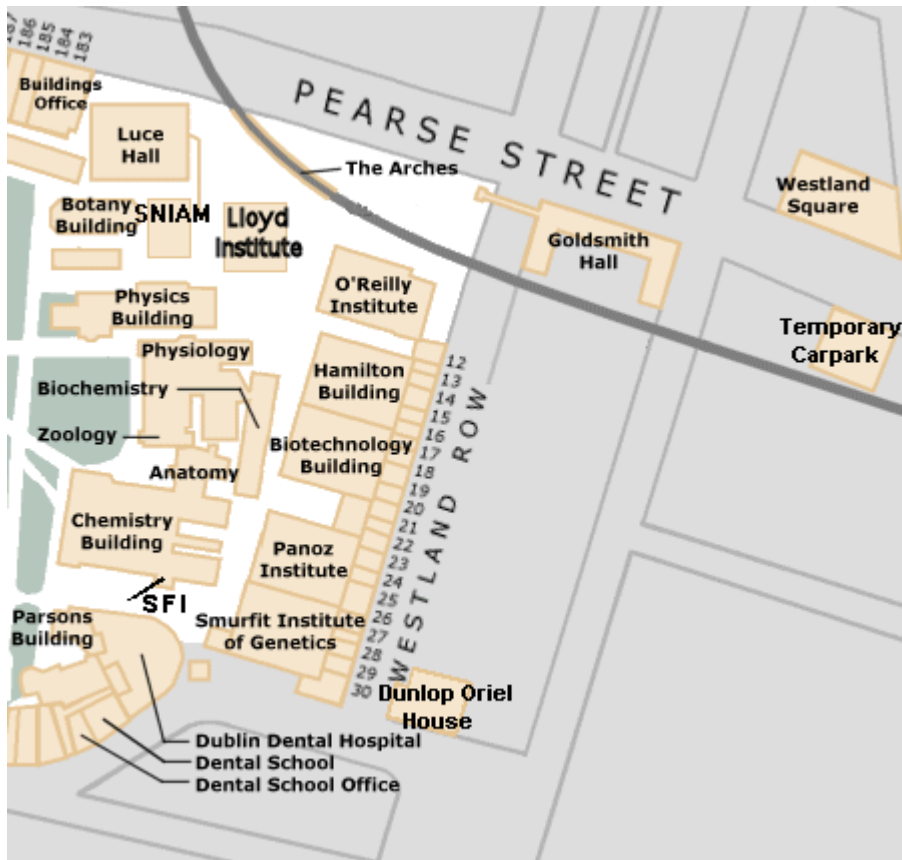 187
186
185
184
183
Buildings
Office
PEARSE STREET
Luce
Hall
The Arches
Westland
Square
Botany
Building
SNIAM
Lloyd
Institute
Goldsmith
Hall
O'Reilly
Institute
Physics
Building
Temporary
Carpark
Physiology
Hamilton
Building
Biochemistry
Zoology
Biotechnology
Building
Anatomy
12
13
14
15
16
17
18
19
20
21
22
23
24
25
26
27
28
29
30
WESTLAND ROW
Chemistry
Building
Panoz
Institute
SFI
Parsons
Building
Smurfit Institute
of Genetics
Dunlop Oriel
House
Dublin Dental Hospital
Dental School
Dental School Office